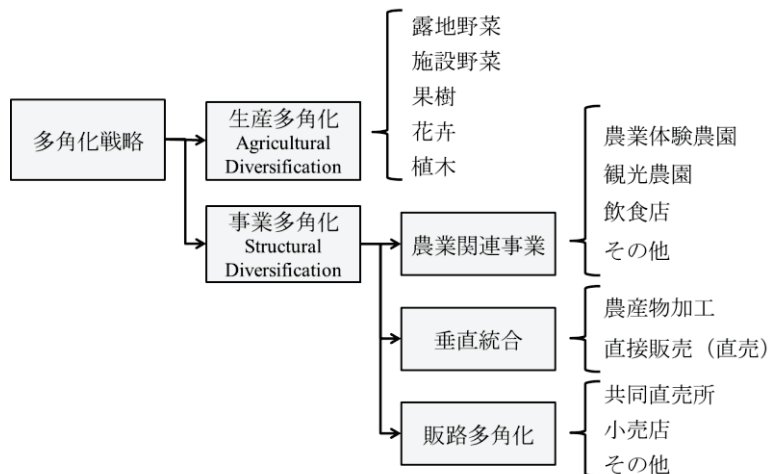 多角化戦略
生産多角化
Agricultural
Diversification
露地野菜
施設野菜
果樹
花卉
植木
事業多角化
Structural
Diversification
農業関連事業
農業体験農園
観光農園
飲食店
その他
垂直統合
農産物加工
直接販売（直売）
販路多角化
共同直売所
小売店
その他